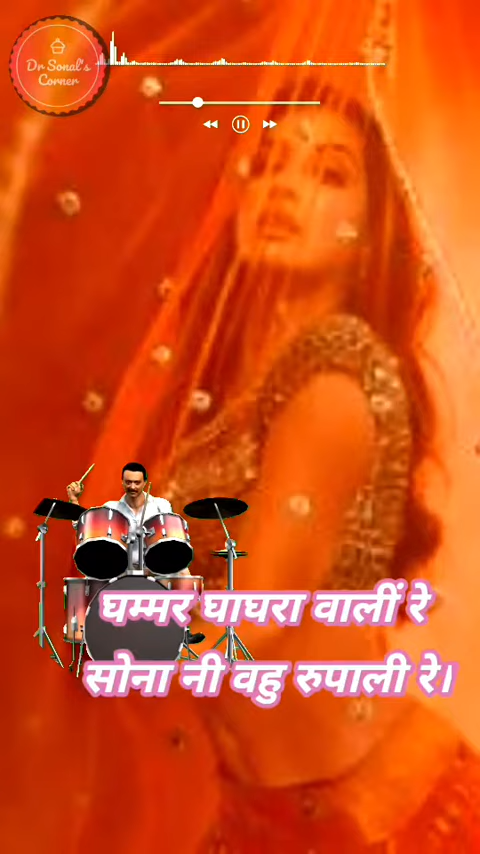 Dr Sonal's
Corner
घम्मर घाघरा वालीं रे
सोना नी वहु रुपाली रे।